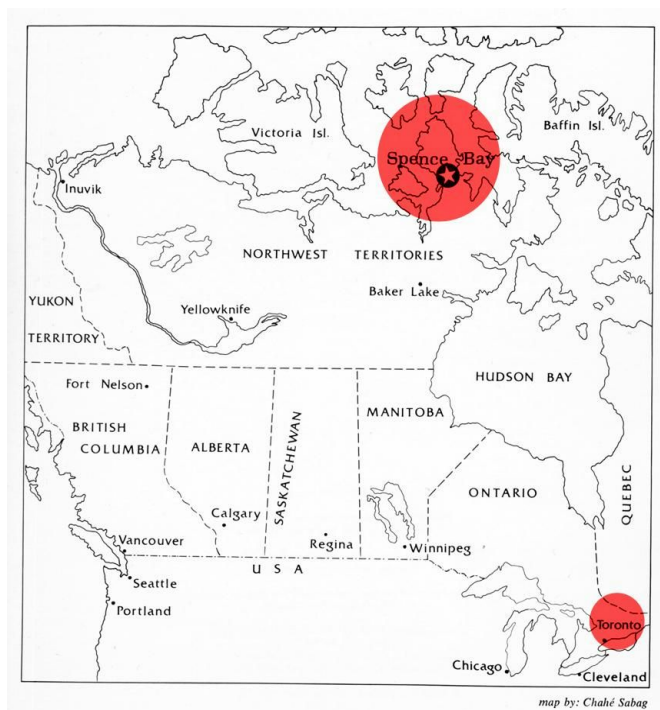 Victoria Isl.
Baffin Isl.
Spence Bay
Inuvik
NORTHWEST TERRITORIES
Baker Lake
YUKON
TERRITORY
Yellowknife
HUDSON BAY
Fort Nelson
MANITOBA
BRITISH
COLUMBIA
ALBERTA
SASKATCHEWAN
ONTARIO
QUEBEC
Calgary
Vancouver
Regina
Winnipeg
U S A
Seattle
Portland
Toronto
Chicago
Cleveland
map by: Chahé Sabag